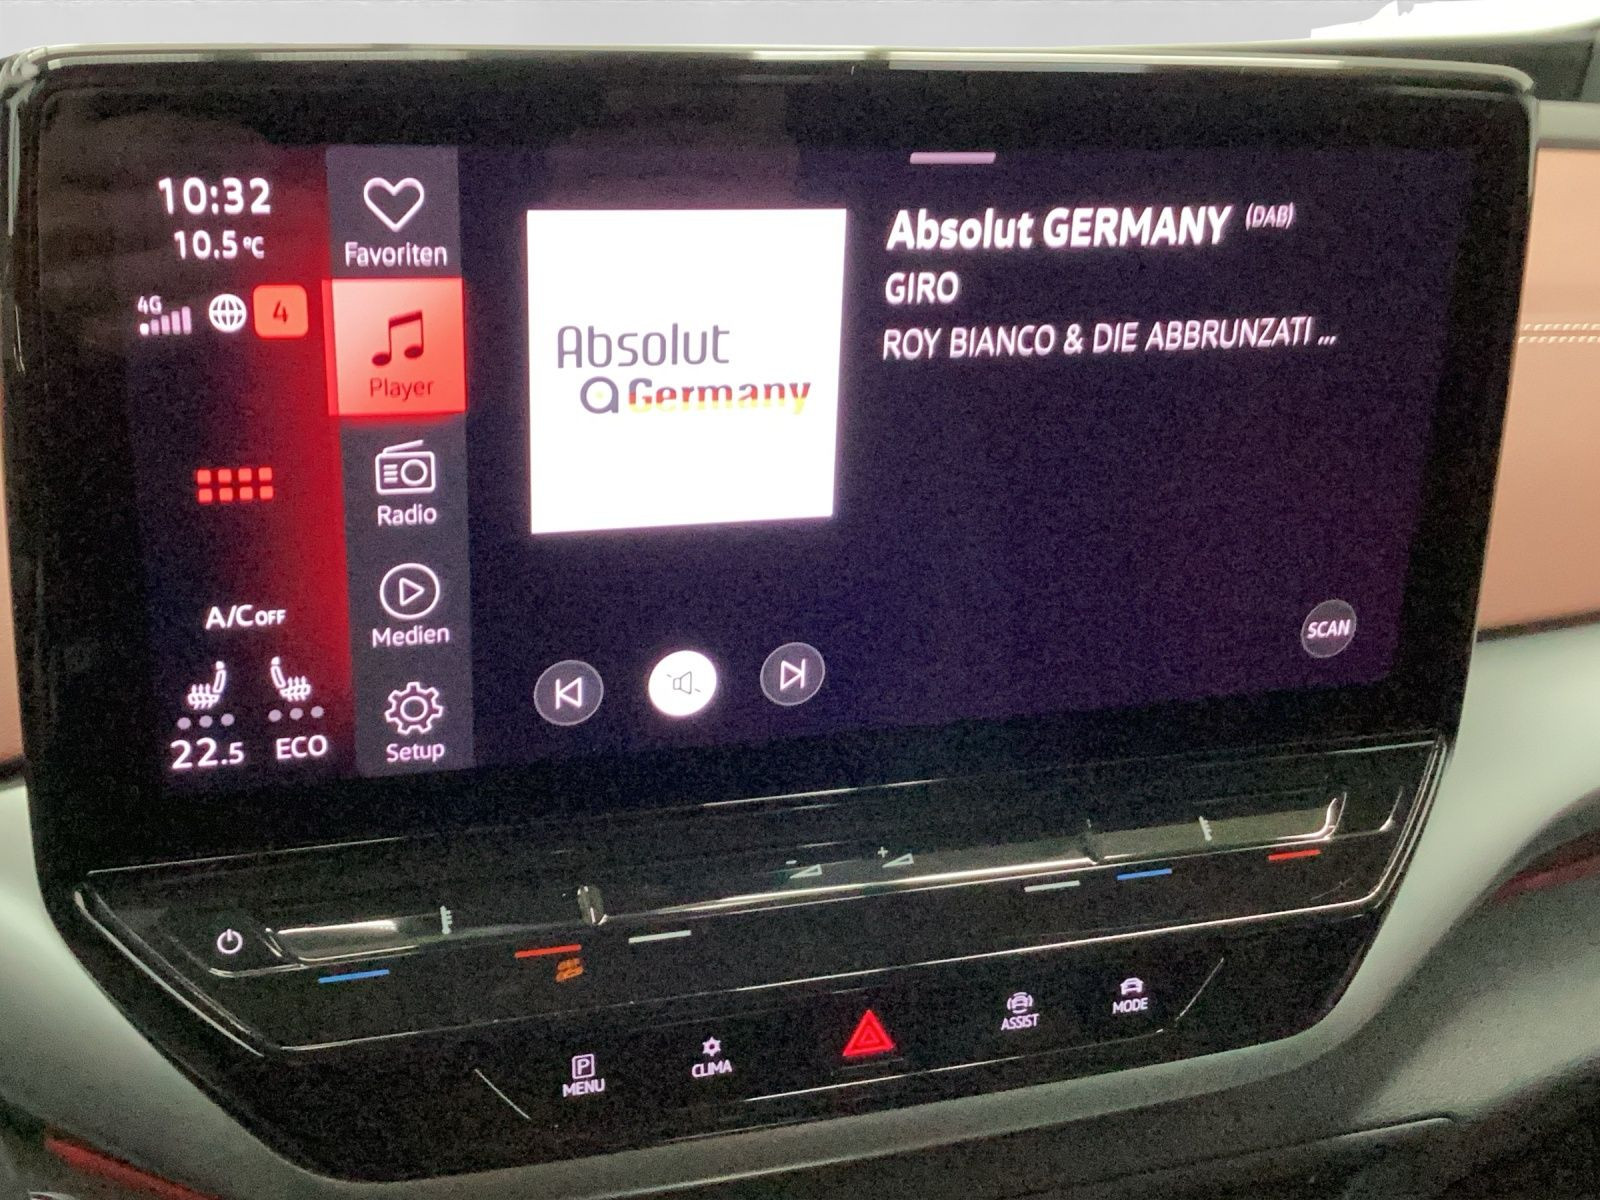 10:32
10.5°C
4G
4
Favoriten
Player
Radio
Medien
Setup
A/C OFF
22.5
ECO
Absolut
Germany
Absolut GERMANY (DAB)
GIRO
ROY BIANCO & DIE ABBRUNZATI ...
SCAN
- +
P
MENU
CLIMA
ASSIST
MODE